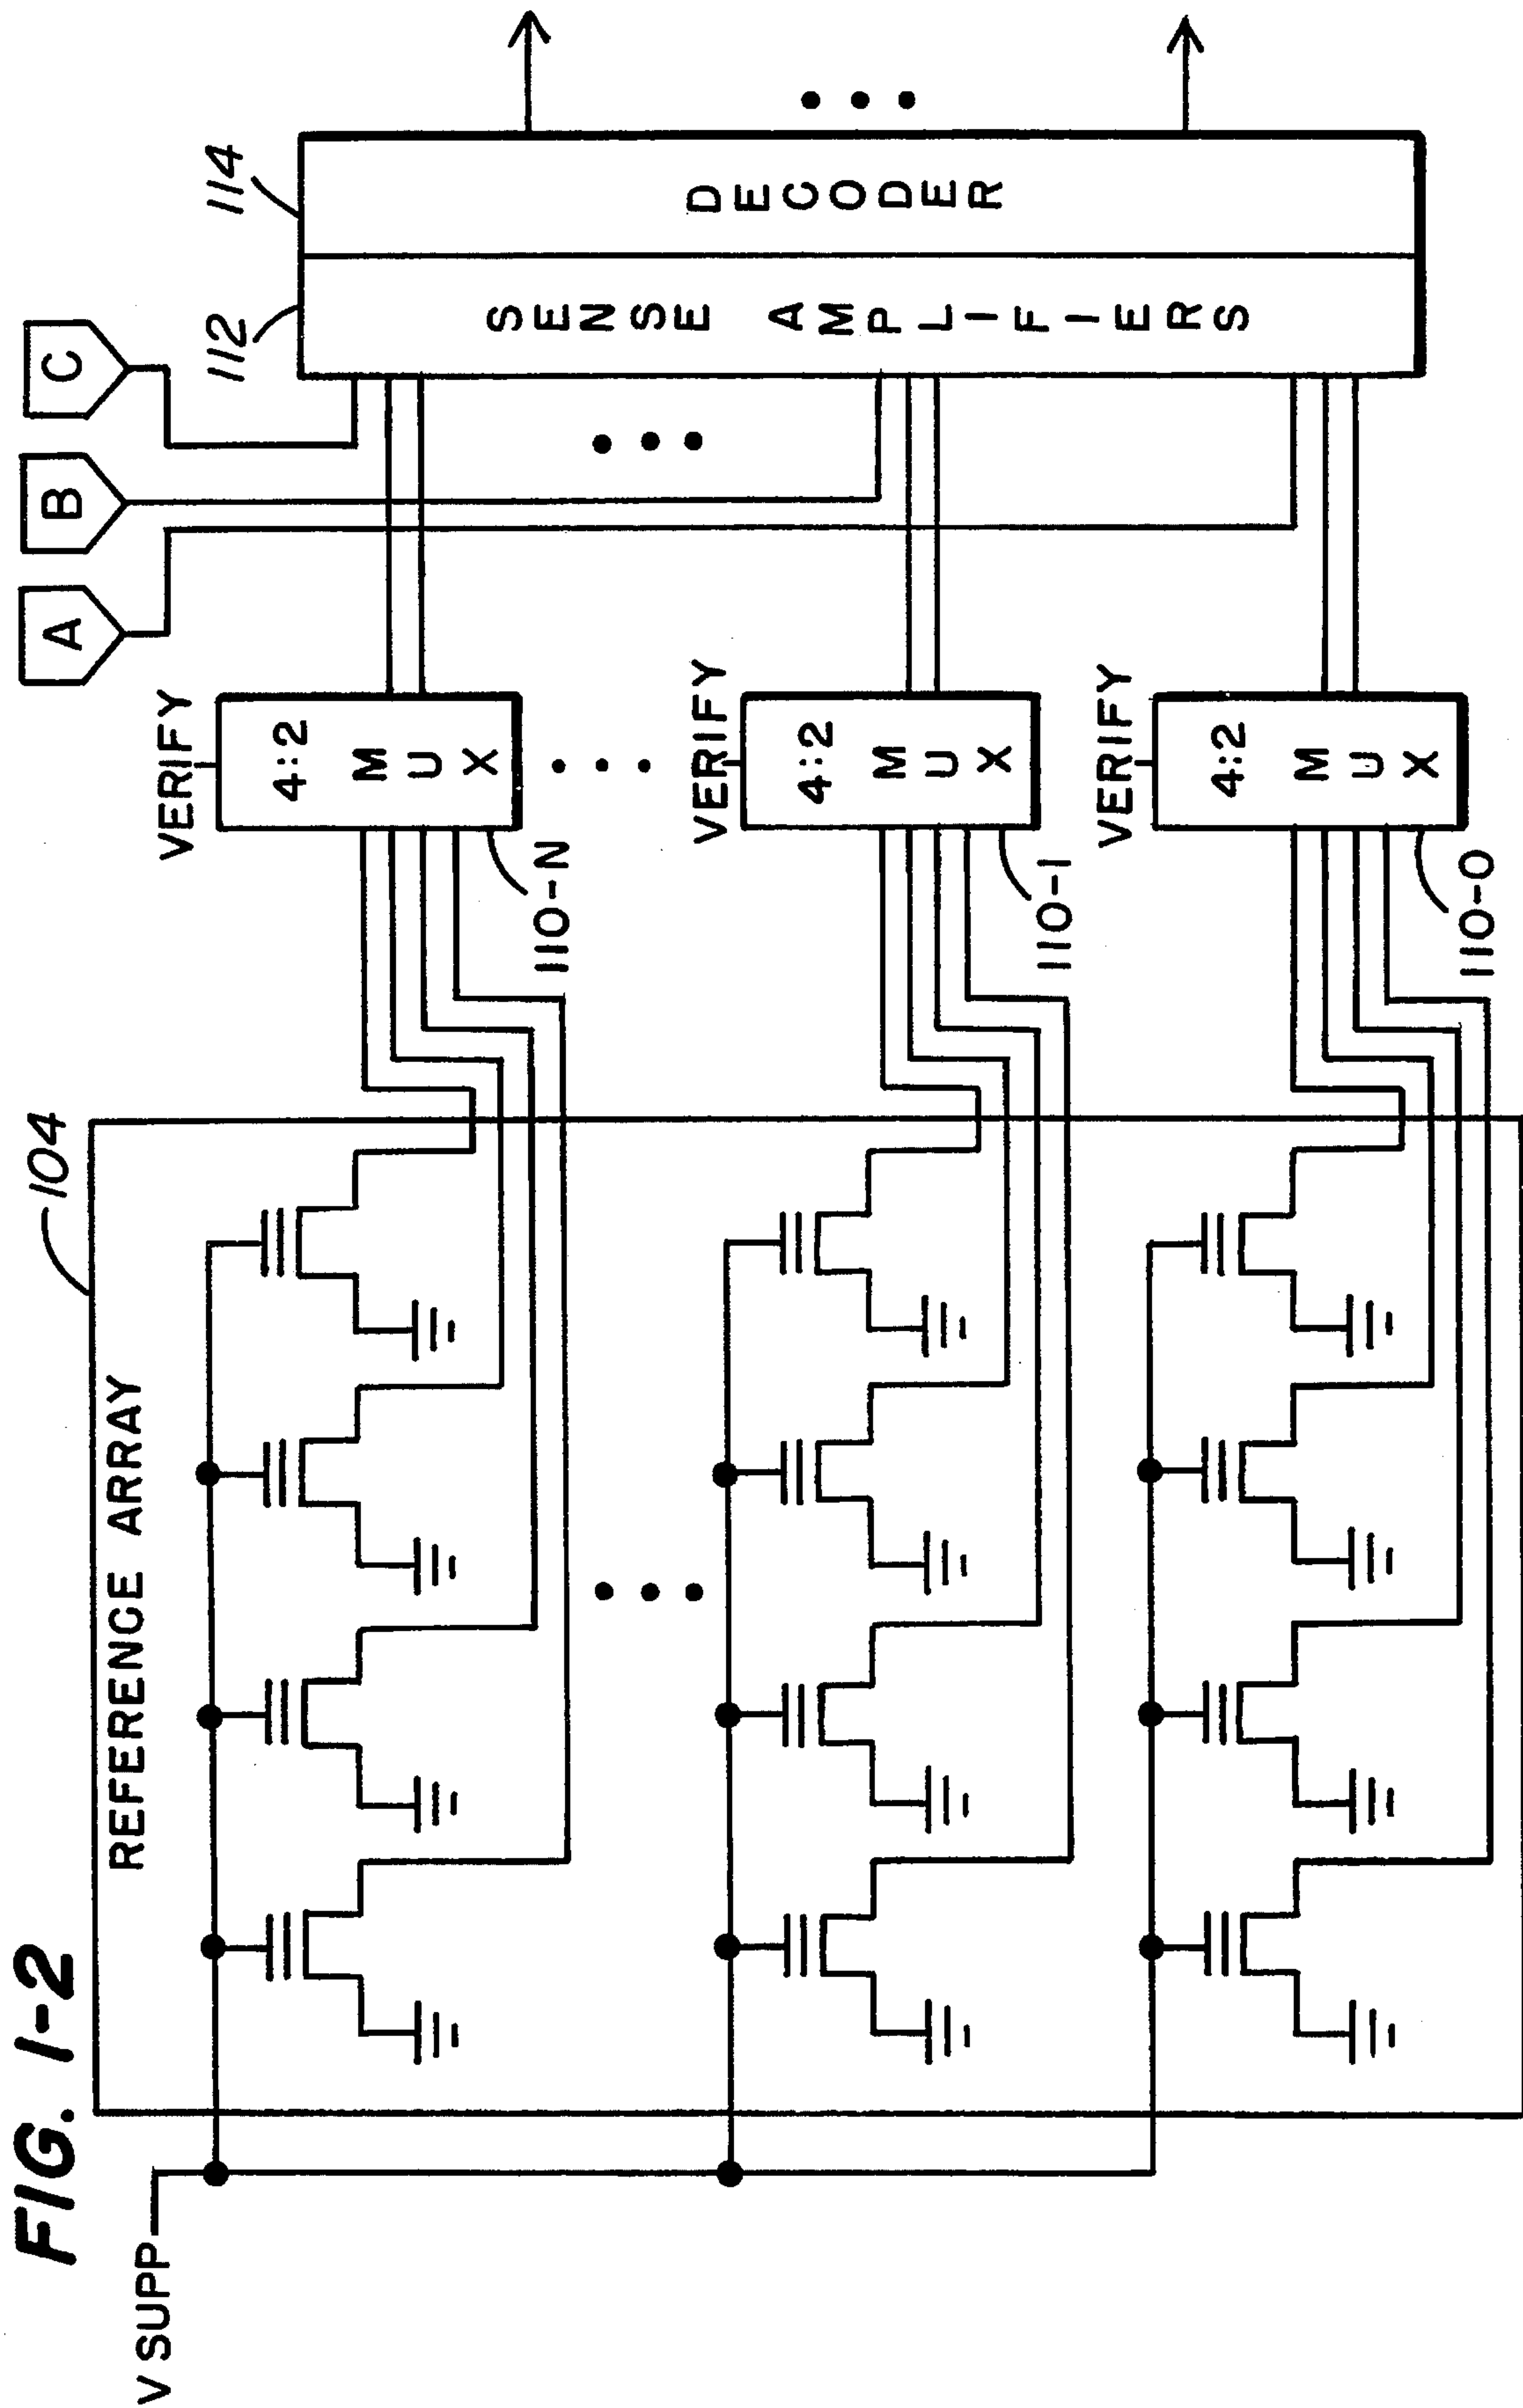 FIG. 1-2
V SUPP
REFERENCE ARRAY
104
VERIFY
4:2
MUX
110-N
VERIFY
4:2
MUX
110-1
VERIFY
4:2
MUX
110-0
A
B
C
112
114
SENSE AMPLIFIERS
DECODER